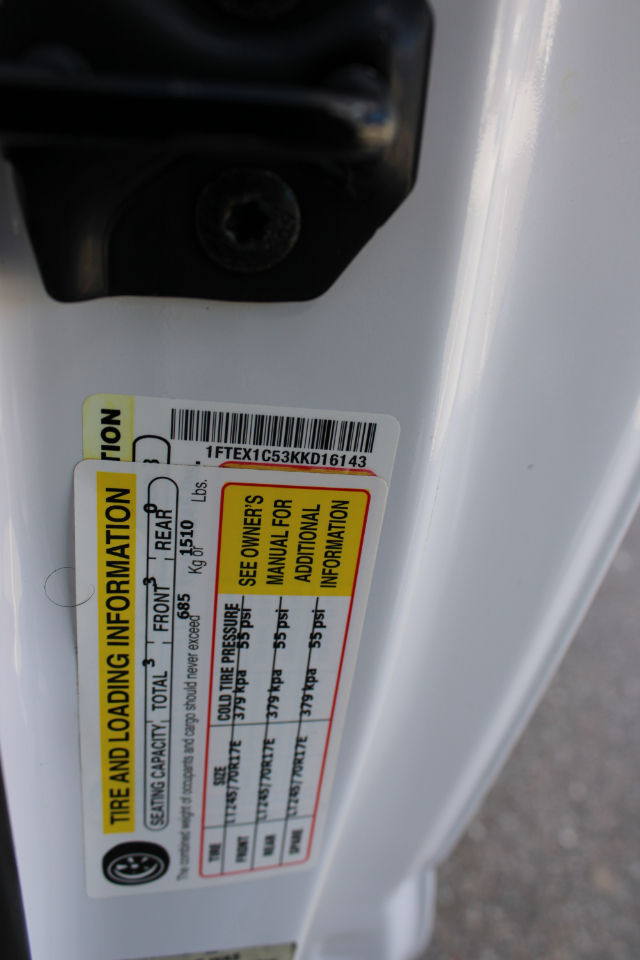 TION
1FTEX1C53KKD16143
TIRE AND LOADING INFORMATION
SEATING CAPACITY TOTAL 3 FRONT 3 REAR 0
The combined weight of occupants and cargo should never exceed 685 Kg or 1510 Lbs.
TIRE SIZE COLD TIRE PRESSURE
FRONT LT245/70R17E 379 kpa 55 psi
REAR LT245/70R17E 379 kpa 55 psi
SPARE LT245/70R17E 379 kpa 55 psi
SEE OWNER'S
MANUAL FOR
ADDITIONAL
INFORMATION